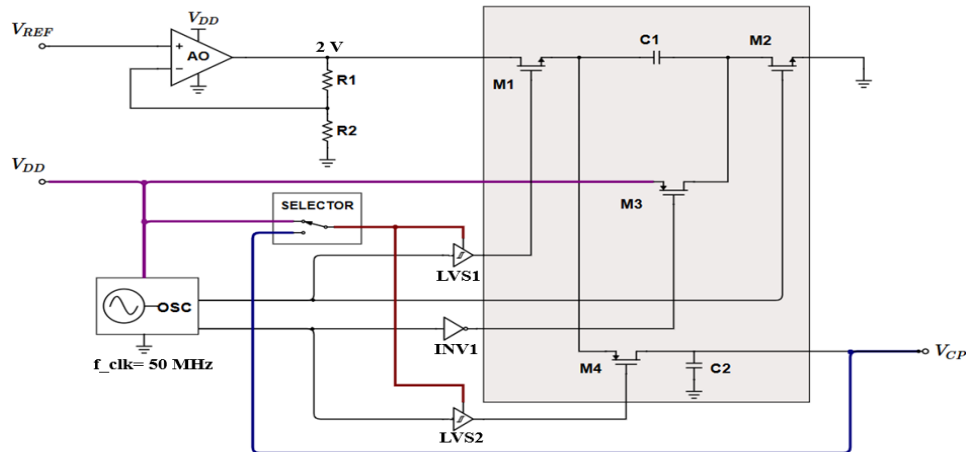 V_DD
V_REF
+
AO
−
2 V
R1
R2
C1
M1
M2
V_DD
M3
SELECTOR
LVS1
OSC
INV1
f_clk= 50 MHz
M4
C2
V_CP
LVS2